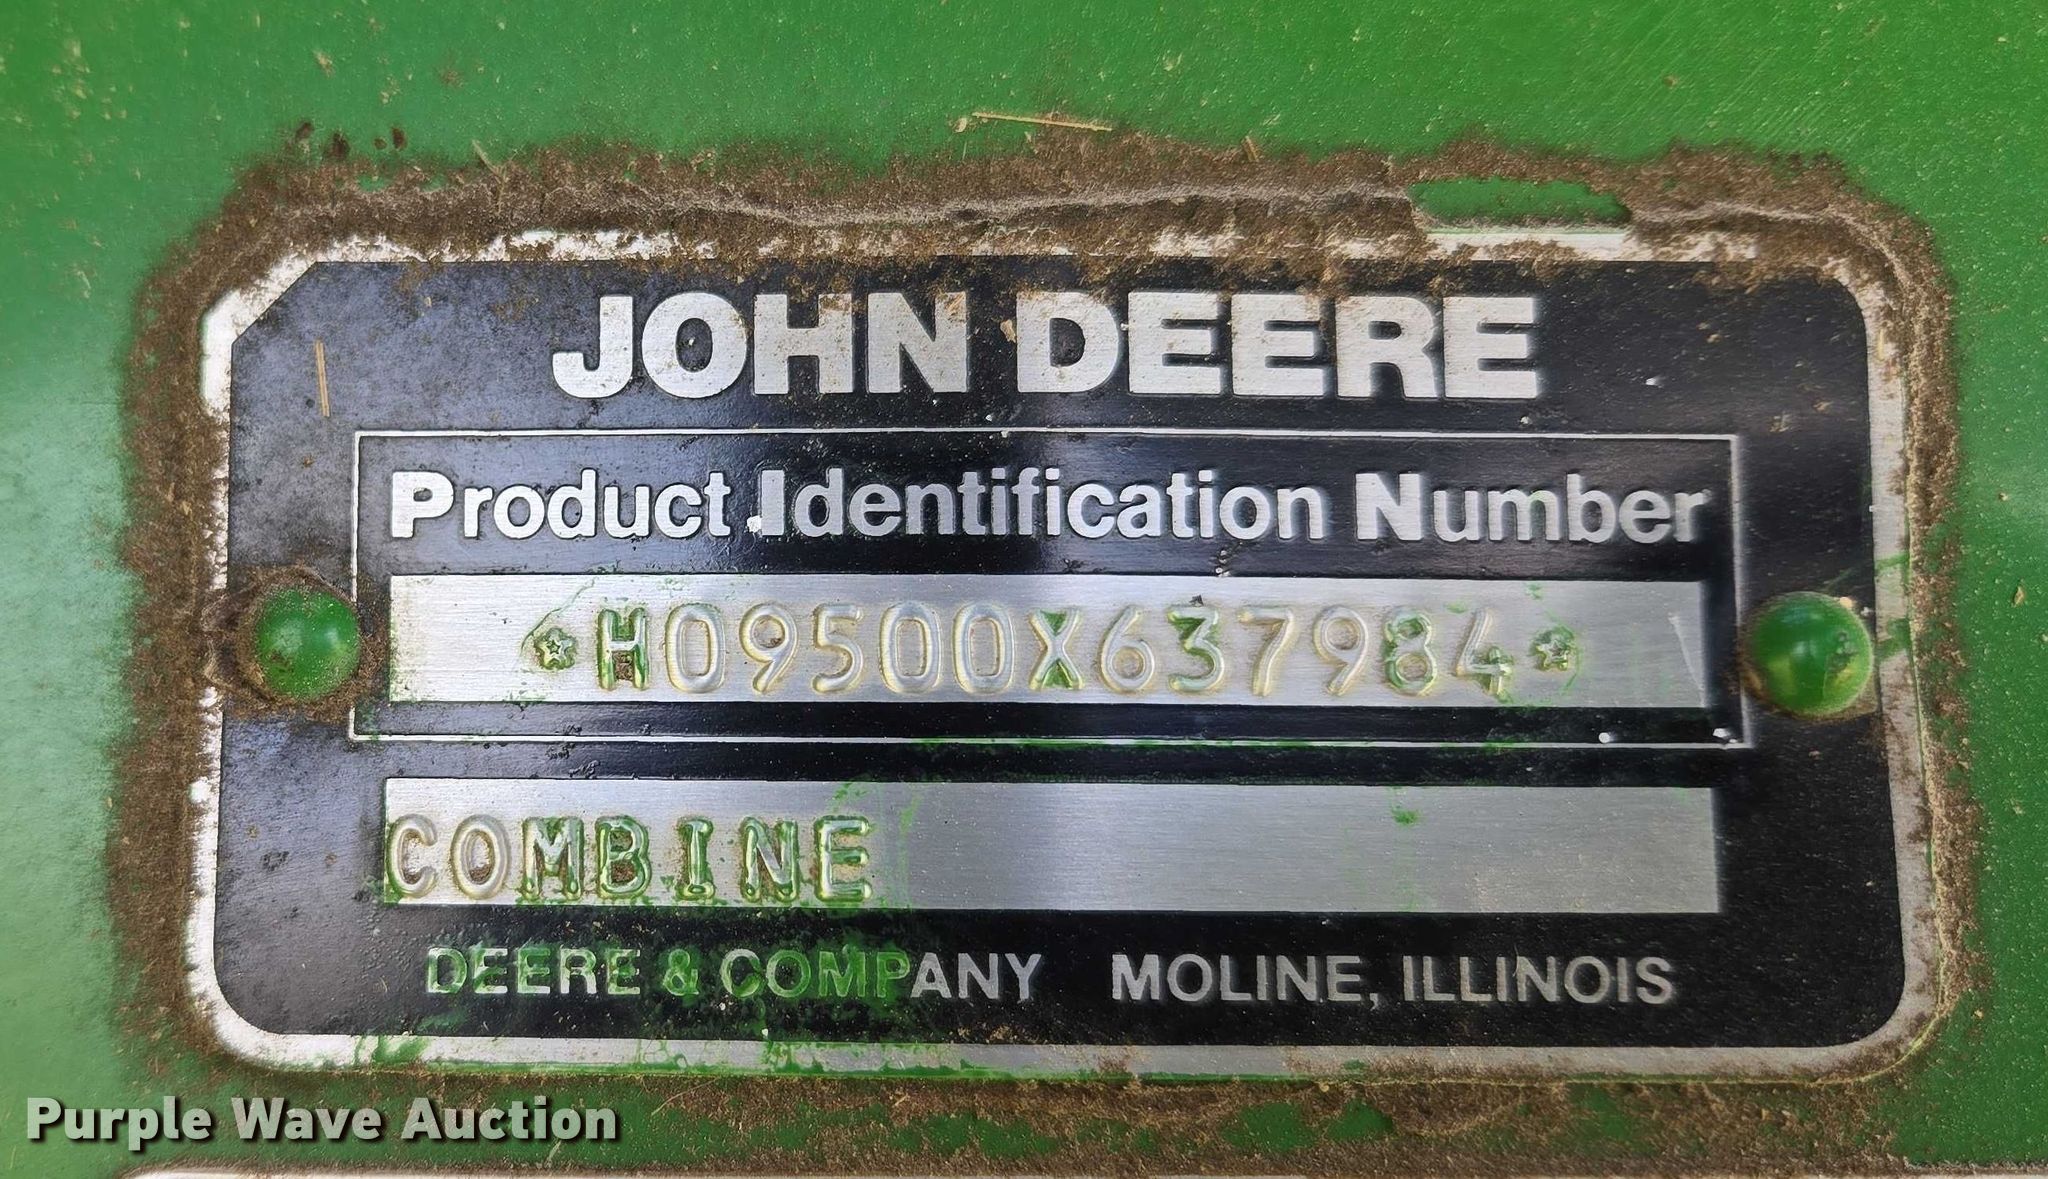 JOHN DEERE
Product Identification Number
*H09500X637984*
COMBINE
DEERE & COMPANY MOLINE, ILLINOIS
Purple Wave Auction